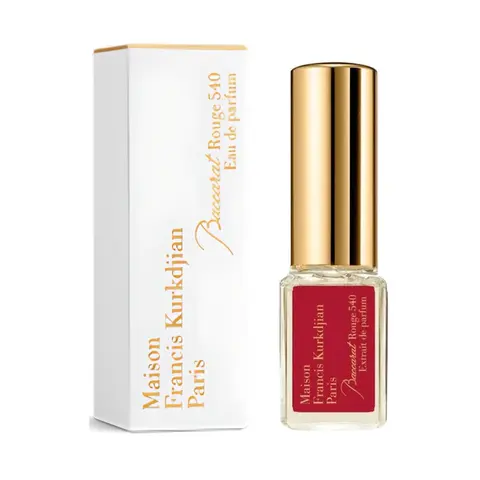 Maison
Francis Kurkdjian
Paris
Baccarat Rouge 540
Eau de parfum
Maison
Francis Kurkdjian
Paris
Baccarat Rouge 540
Extrait de parfum